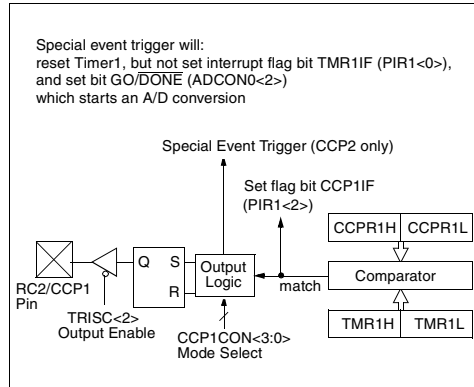 Special event trigger will:
reset Timer1, but not set interrupt flag bit TMR1IF (PIR1<0>),
and set bit GO/DONE (ADCON0<2>)
which starts an A/D conversion
Special Event Trigger (CCP2 only)
Set flag bit CCP1IF
(PIR1<2>)
CCPR1H CCPR1L
Q S
R
Output
Logic
match
Comparator
RC2/CCP1
Pin
TRISC<2>
Output Enable
CCP1CON<3:0>
Mode Select
TMR1H TMR1L